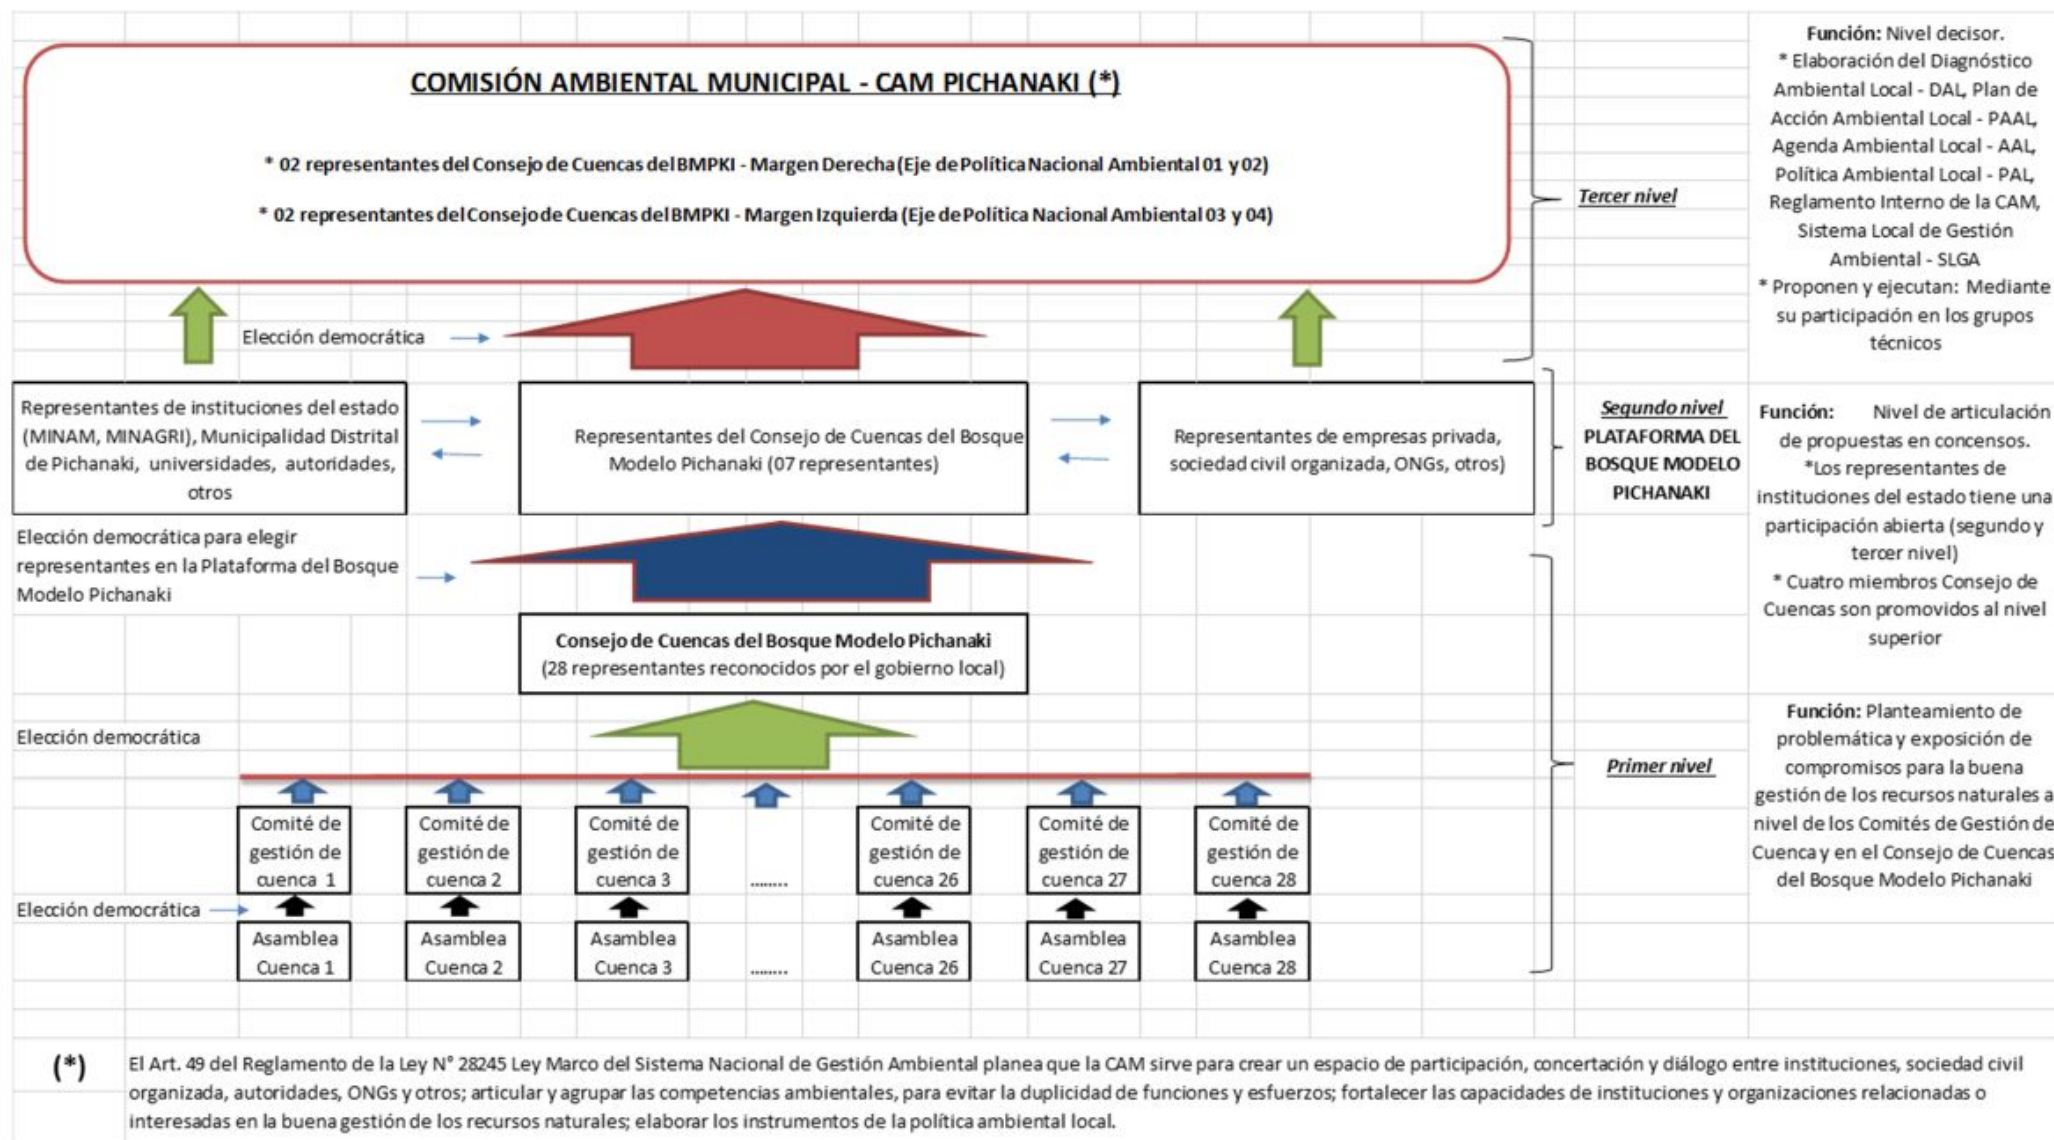 COMISIÓN AMBIENTAL MUNICIPAL - CAM PICHANAKI (*)
* 02 representantes del Consejo de Cuencas del BMPKI - Margen Derecha (Eje de Política Nacional Ambiental 01 y 02)
* 02 representantes del Consejo de Cuencas del BMPKI - Margen Izquierda (Eje de Política Nacional Ambiental 03 y 04)
Tercer nivel
Función: Nivel decisor.
* Elaboración del Diagnóstico
Ambiental Local - DAL, Plan de
Acción Ambiental Local - PAAL,
Agenda Ambiental Local - AAL,
Política Ambiental Local - PAL,
Reglamento Interno de la CAM,
Sistema Local de Gestión
Ambiental - SLGA
* Proponen y ejecutan: Mediante
su participación en los grupos
técnicos
Elección democrática
Representantes de instituciones del estado
(MINAM, MINAGRI), Municipalidad Distrital
de Pichanaki, universidades, autoridades,
otros
Representantes del Consejo de Cuencas del Bosque
Modelo Pichanaki (07 representantes)
Representantes de empresas privada,
sociedad civil organizada, ONGs, otros)
Segundo nivel
PLATAFORMA DEL
BOSQUE MODELO
PICHANAKI
Función: Nivel de articulación
de propuestas en concensos.
*Los representantes de
instituciones del estado tiene una
participación abierta (segundo y
tercer nivel)
* Cuatro miembros Consejo de
Cuencas son promovidos al nivel
superior
Elección democrática para elegir
representantes en la Plataforma del Bosque
Modelo Pichanaki
Consejo de Cuencas del Bosque Modelo Pichanaki
(28 representantes reconocidos por el gobierno local)
Elección democrática
Primer nivel
Función: Planteamiento de
problemática y exposición de
compromisos para la buena
gestión de los recursos naturales a
nivel de los Comités de Gestión de
Cuenca y en el Consejo de Cuencas
del Bosque Modelo Pichanaki
Comité de
gestión de
cuenca 1
Comité de
gestión de
cuenca 2
Comité de
gestión de
cuenca 3
........
Comité de
gestión de
cuenca 26
Comité de
gestión de
cuenca 27
Comité de
gestión de
cuenca 28
Elección democrática
Asamblea
Cuenca 1
Asamblea
Cuenca 2
Asamblea
Cuenca 3
........
Asamblea
Cuenca 26
Asamblea
Cuenca 27
Asamblea
Cuenca 28
(*) El Art. 49 del Reglamento de la Ley N° 28245 Ley Marco del Sistema Nacional de Gestión Ambiental planea que la CAM sirve para crear un espacio de participación, concertación y diálogo entre instituciones, sociedad civil
organizada, autoridades, ONGs y otros; articular y agrupar las competencias ambientales, para evitar la duplicidad de funciones y esfuerzos; fortalecer las capacidades de instituciones y organizaciones relacionadas o
interesadas en la buena gestión de los recursos naturales; elaborar los instrumentos de la política ambiental local.